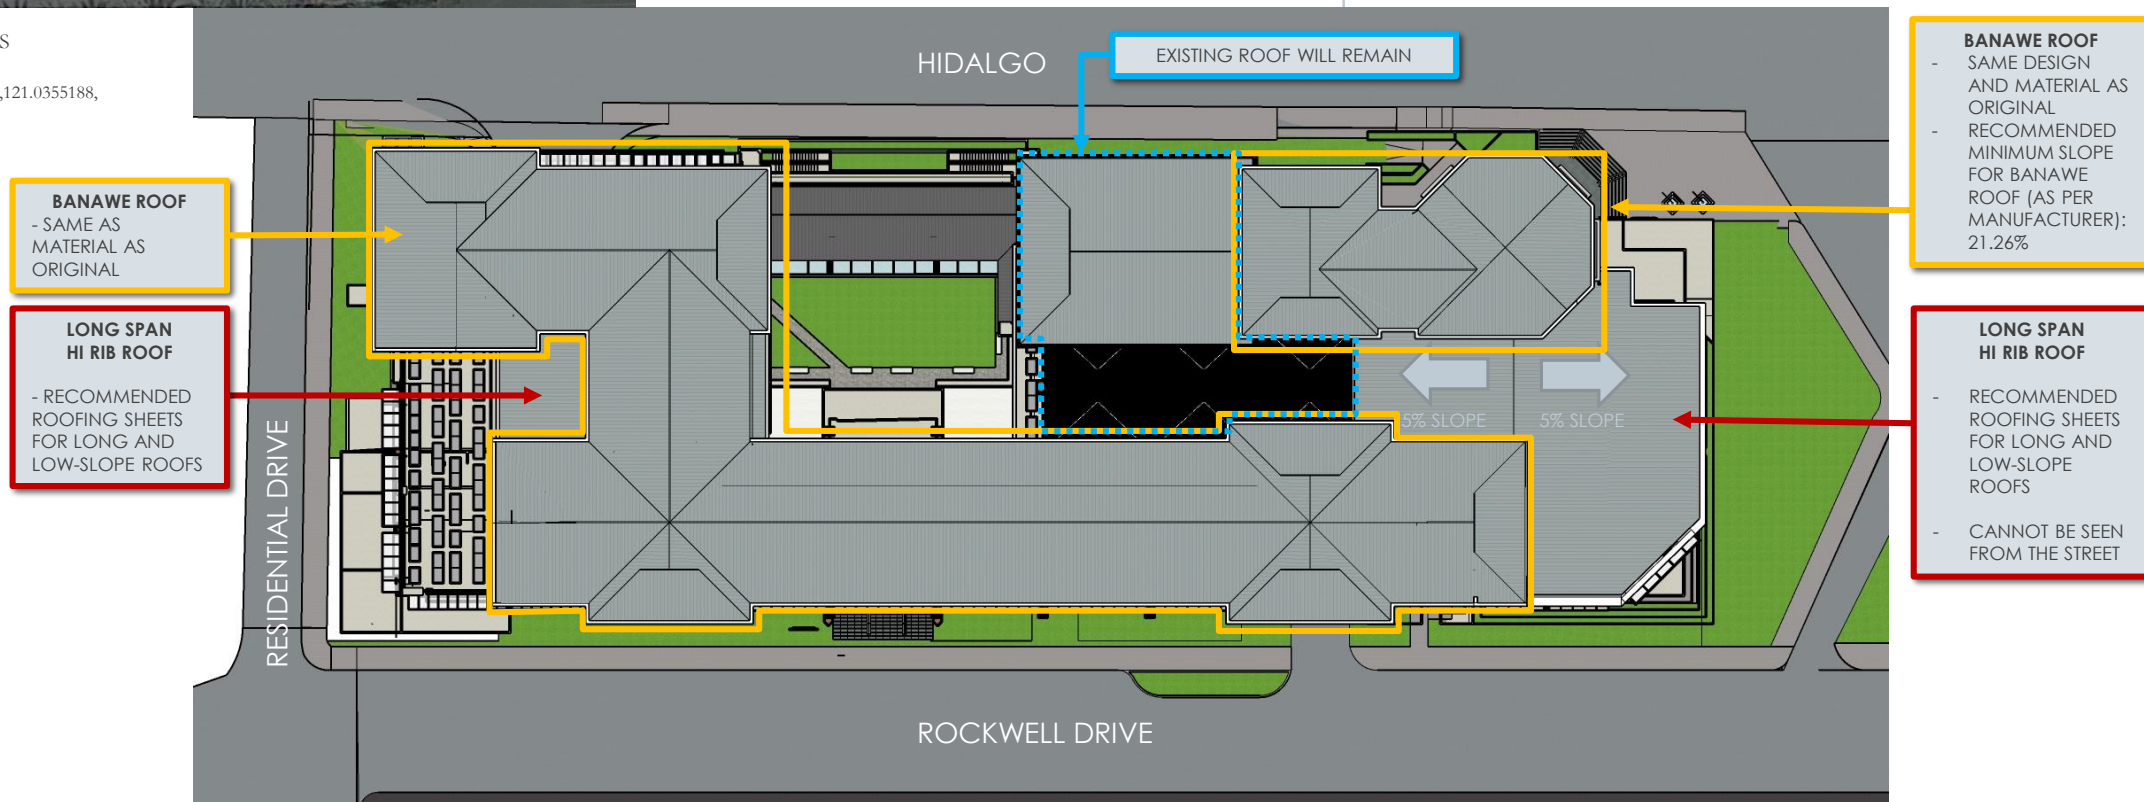 S
,121.0355188,
HIDALGO
EXISTING ROOF WILL REMAIN
BANAWE ROOF
- SAME AS
MATERIAL AS
ORIGINAL
LONG SPAN
HI RIB ROOF
- RECOMMENDED
ROOFING SHEETS
FOR LONG AND
LOW-SLOPE ROOFS
RESIDENTIAL DRIVE
5% SLOPE
5% SLOPE
ROCKWELL DRIVE
BANAWE ROOF
- SAME DESIGN
AND MATERIAL AS
ORIGINAL
- RECOMMENDED
MINIMUM SLOPE
FOR BANAWE
ROOF (AS PER
MANUFACTURER):
21.26%
LONG SPAN
HI RIB ROOF
- RECOMMENDED
ROOFING SHEETS
FOR LONG AND
LOW-SLOPE
ROOFS
- CANNOT BE SEEN
FROM THE STREET